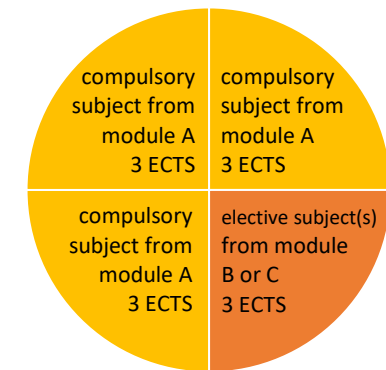 compulsory
subject from
module A
3 ECTS
compulsory
subject from
module A
3 ECTS
compulsory
subject from
module A
3 ECTS
elective subject(s)
from module
B or C
3 ECTS